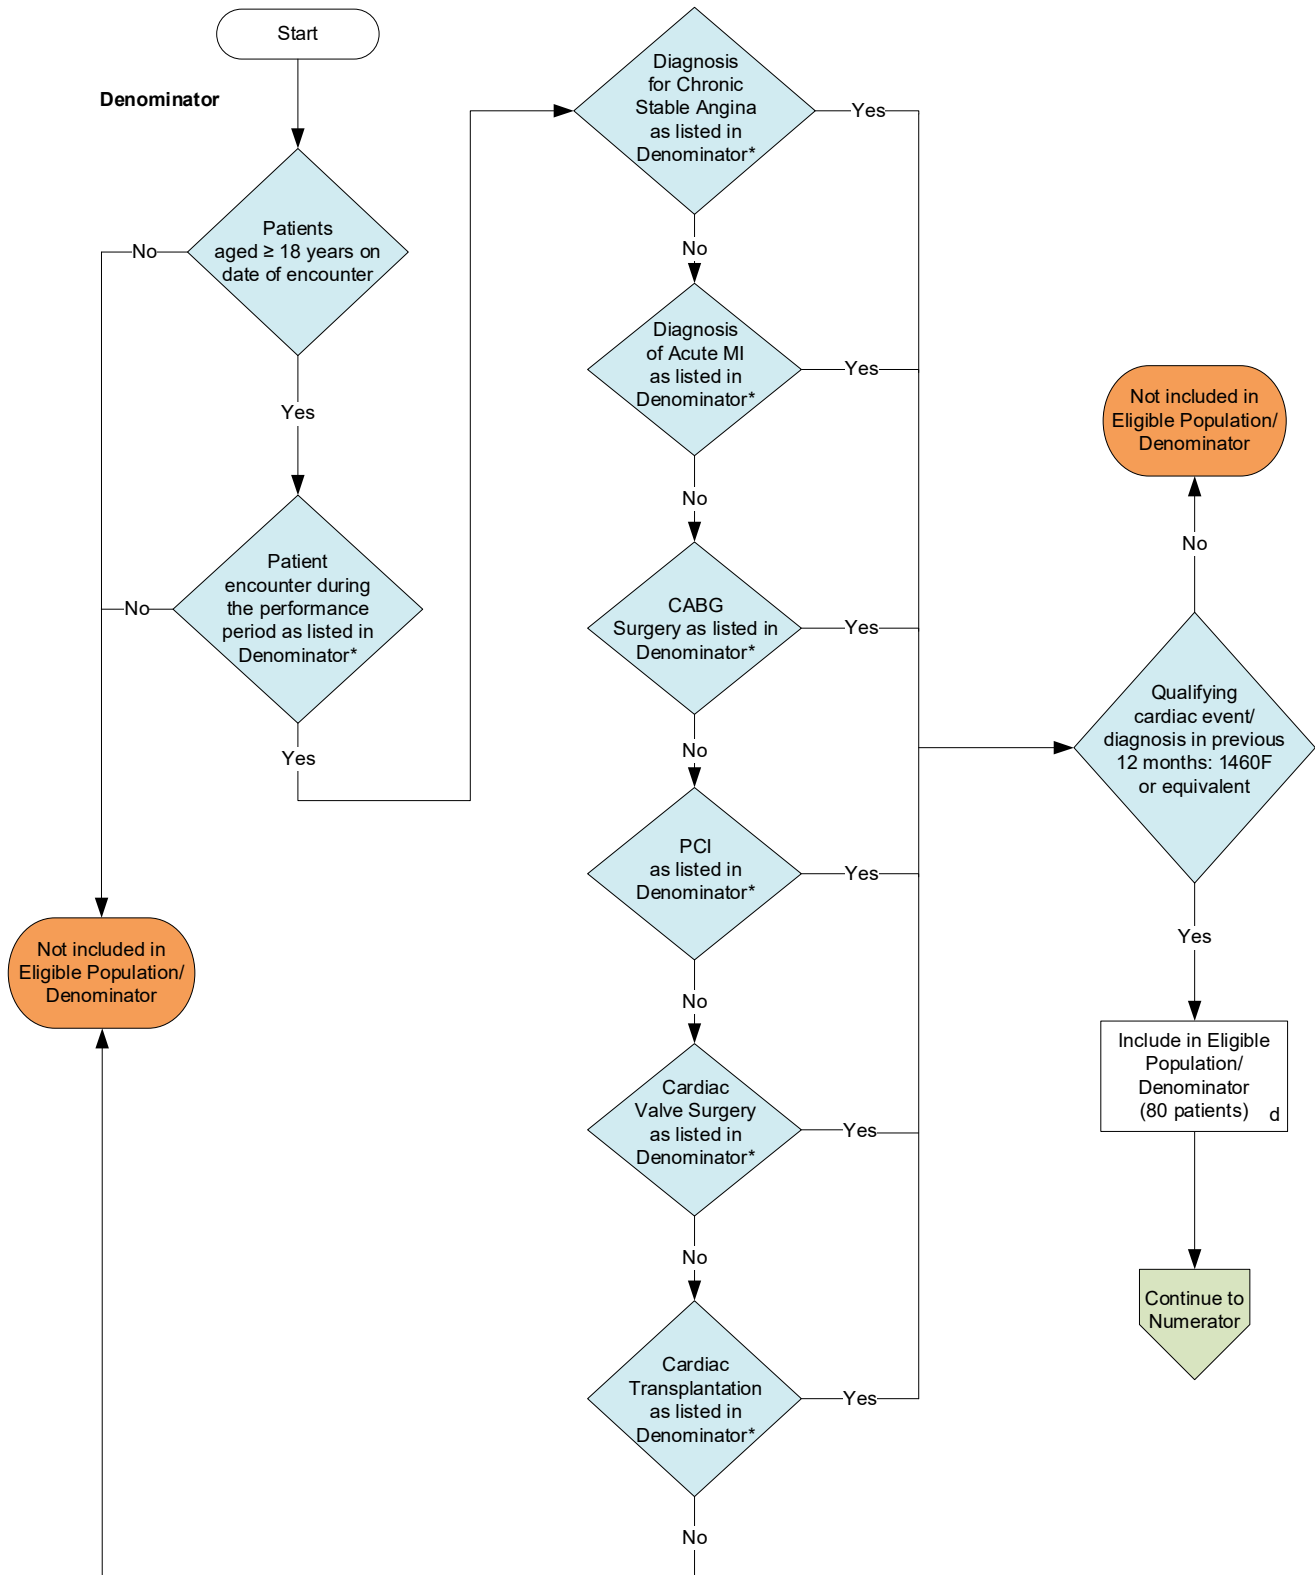 Start
Denominator
Patients
aged ≥ 18 years on
date of encounter
No
Yes
Patient
encounter during
the performance
period as listed in
Denominator*
No
Yes
Not included in
Eligible Population/
Denominator
Diagnosis
for Chronic
Stable Angina
as listed in
Denominator*
Yes
No
Diagnosis
of Acute MI
as listed in
Denominator*
Yes
No
CABG
Surgery as listed in
Denominator*
Yes
No
PCI
as listed in
Denominator*
Yes
No
Cardiac
Valve Surgery
as listed in
Denominator*
Yes
No
Cardiac
Transplantation
as listed in
Denominator*
Yes
No
Not included in
Eligible Population/
Denominator
No
Qualifying
cardiac event/
diagnosis in previous
12 months: 1460F
or equivalent
Yes
Include in Eligible
Population/
Denominator
(80 patients) d
Continue to
Numerator